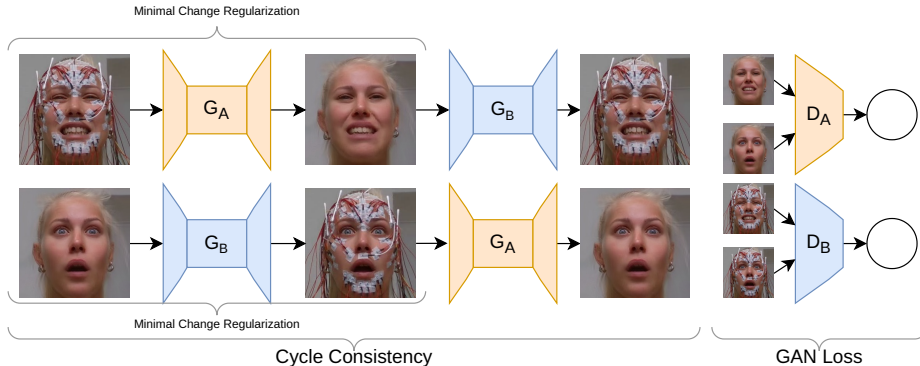 Minimal Change Regularization
G_A
G_B
D_A
G_B
G_A
D_B
Minimal Change Regularization
Cycle Consistency
GAN Loss